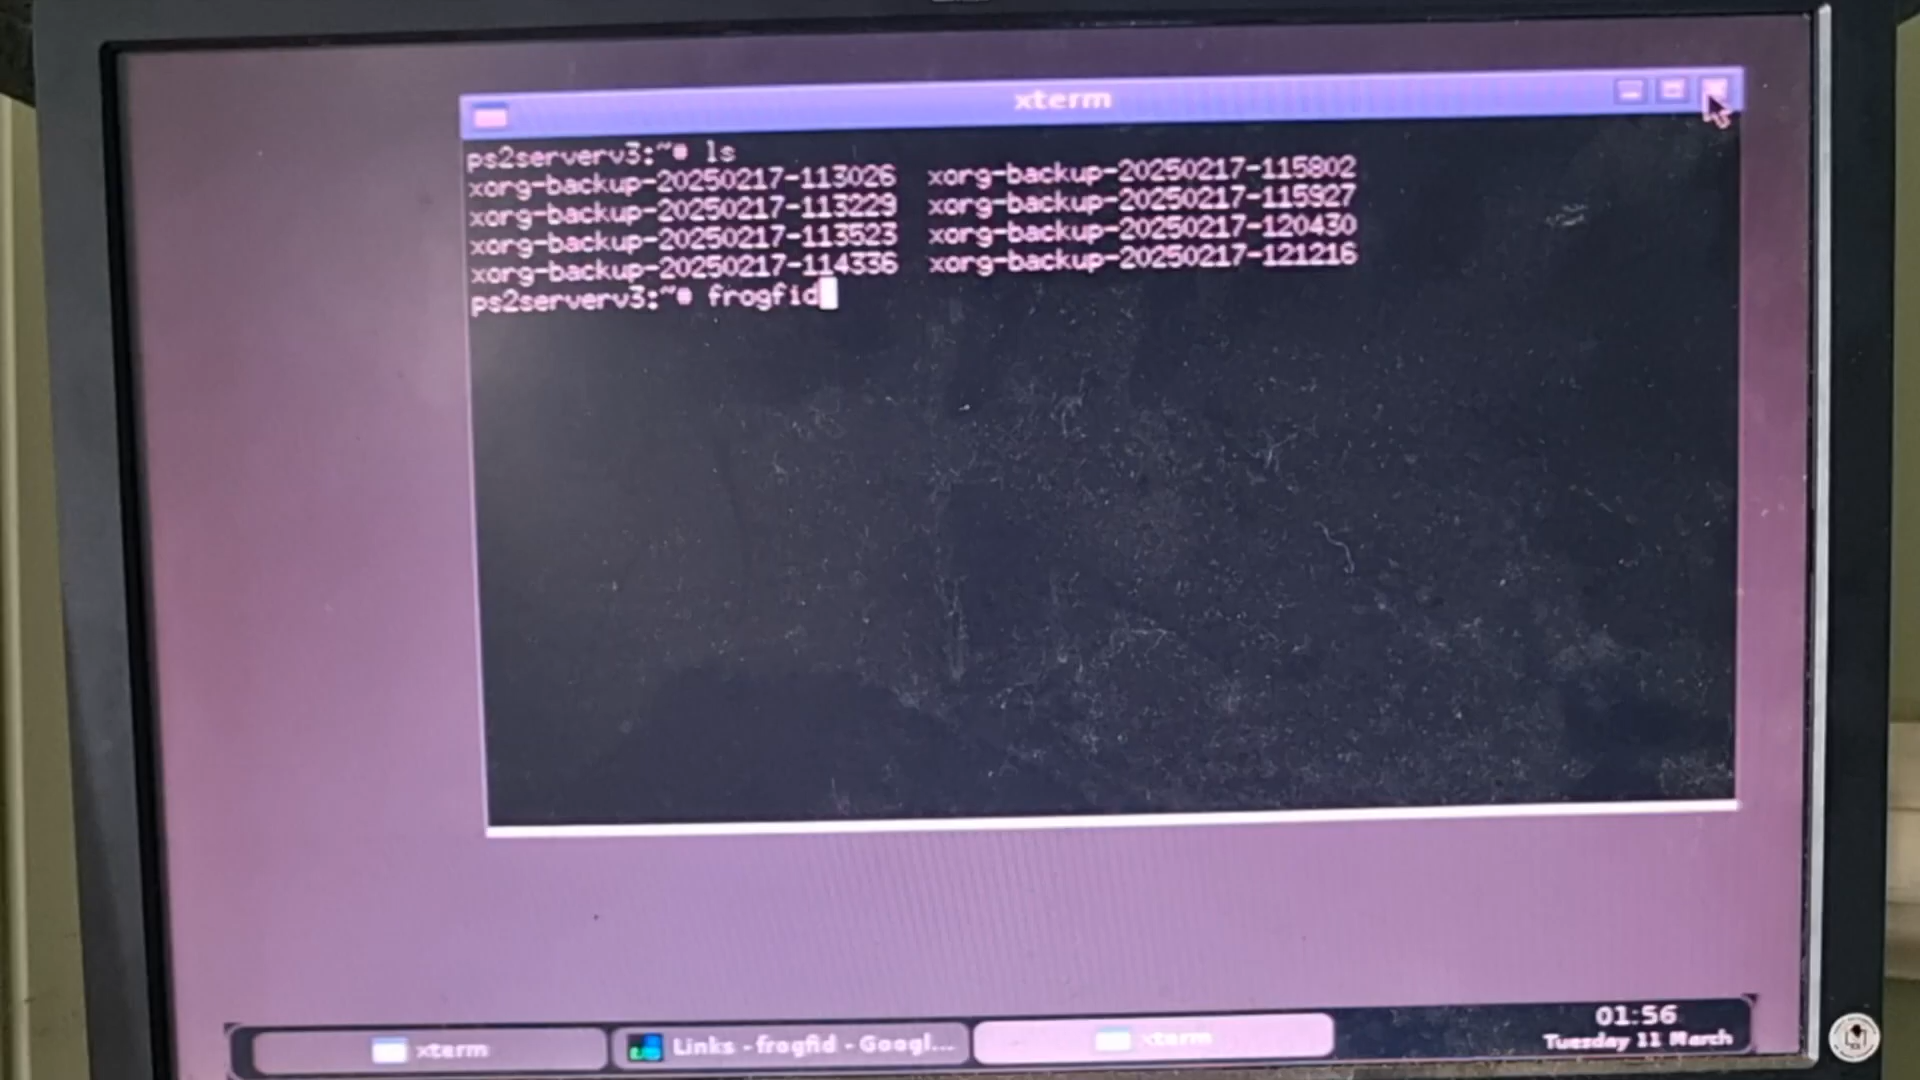 xterm
ps2serverv3:~# ls
xorg-backup-20250217-113026 xorg-backup-20250217-115802
xorg-backup-20250217-113229 xorg-backup-20250217-115927
xorg-backup-20250217-113523 xorg-backup-20250217-120430
xorg-backup-20250217-114336 xorg-backup-20250217-121216
ps2serverv3:~# frogfid
xterm
Links - frogfid - Googl...
xterm
01:56
Tuesday 11 March